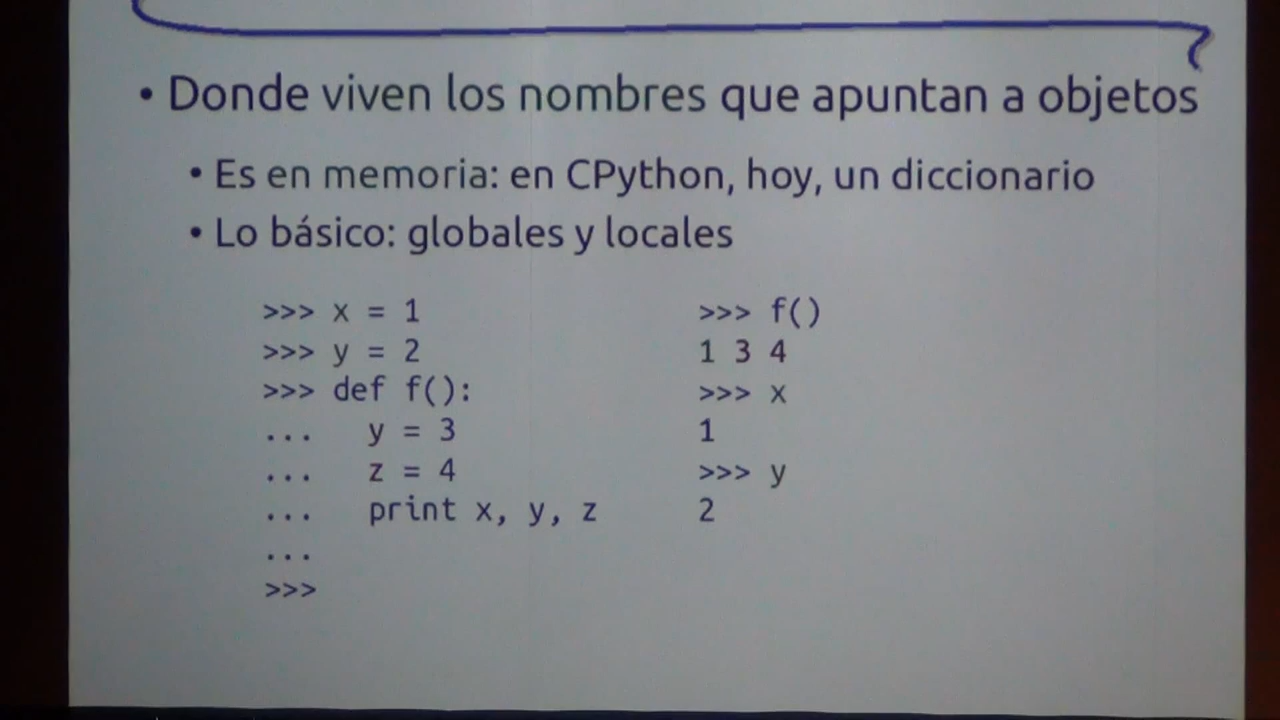 • Donde viven los nombres que apuntan a objetos
• Es en memoria: en CPython, hoy, un diccionario
• Lo básico: globales y locales
>>> x = 1
>>> y = 2
>>> def f():
...   y = 3
...   z = 4
...   print x, y, z
...
>>>
>>> f()
1 3 4
>>> x
1
>>> y
2